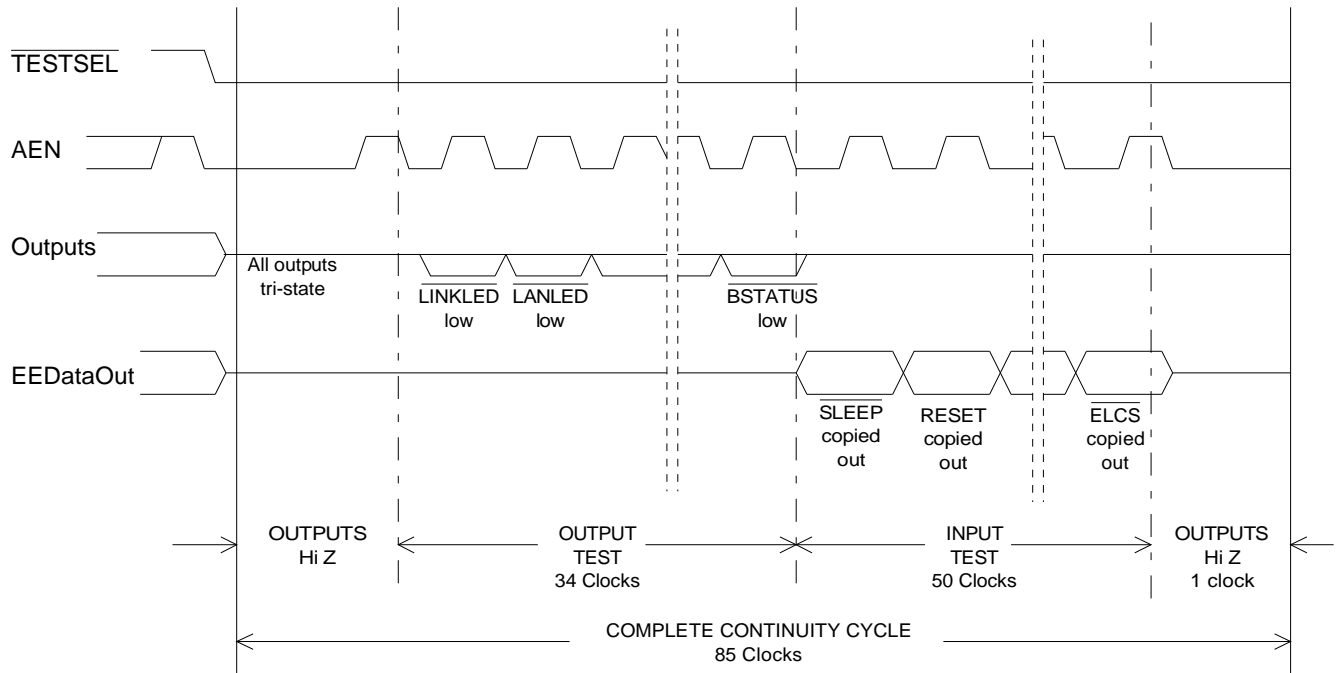 TESTSEL
AEN
Outputs
All outputs
tri-state
LINKLED
low
LANLED
low
BSTATUS
low
EEDataOut
SLEEP
copied
out
RESET
copied
out
ELCS
copied
out
OUTPUTS
Hi Z
OUTPUT
TEST
34 Clocks
INPUT
TEST
50 Clocks
OUTPUTS
Hi Z
1 clock
COMPLETE CONTINUITY CYCLE
85 Clocks